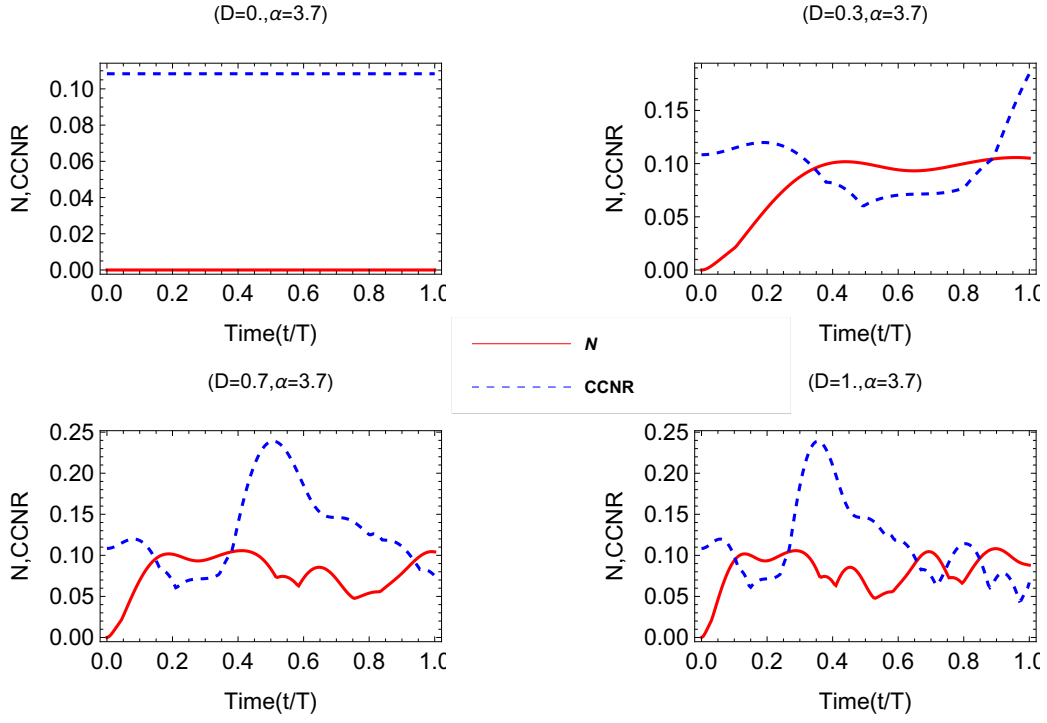 (D=0.,α=3.7)
N,CCNR
0.10
0.08
0.06
0.04
0.02
0.00
0.0 0.2 0.4 0.6 0.8 1.0
Time(t/T)
(D=0.3,α=3.7)
N,CCNR
0.15
0.10
0.05
0.00
0.0 0.2 0.4 0.6 0.8 1.0
Time(t/T)
N
CCNR
(D=0.7,α=3.7)
N,CCNR
0.25
0.20
0.15
0.10
0.05
0.00
0.0 0.2 0.4 0.6 0.8 1.0
Time(t/T)
(D=1.,α=3.7)
N,CCNR
0.25
0.20
0.15
0.10
0.05
0.00
0.0 0.2 0.4 0.6 0.8 1.0
Time(t/T)